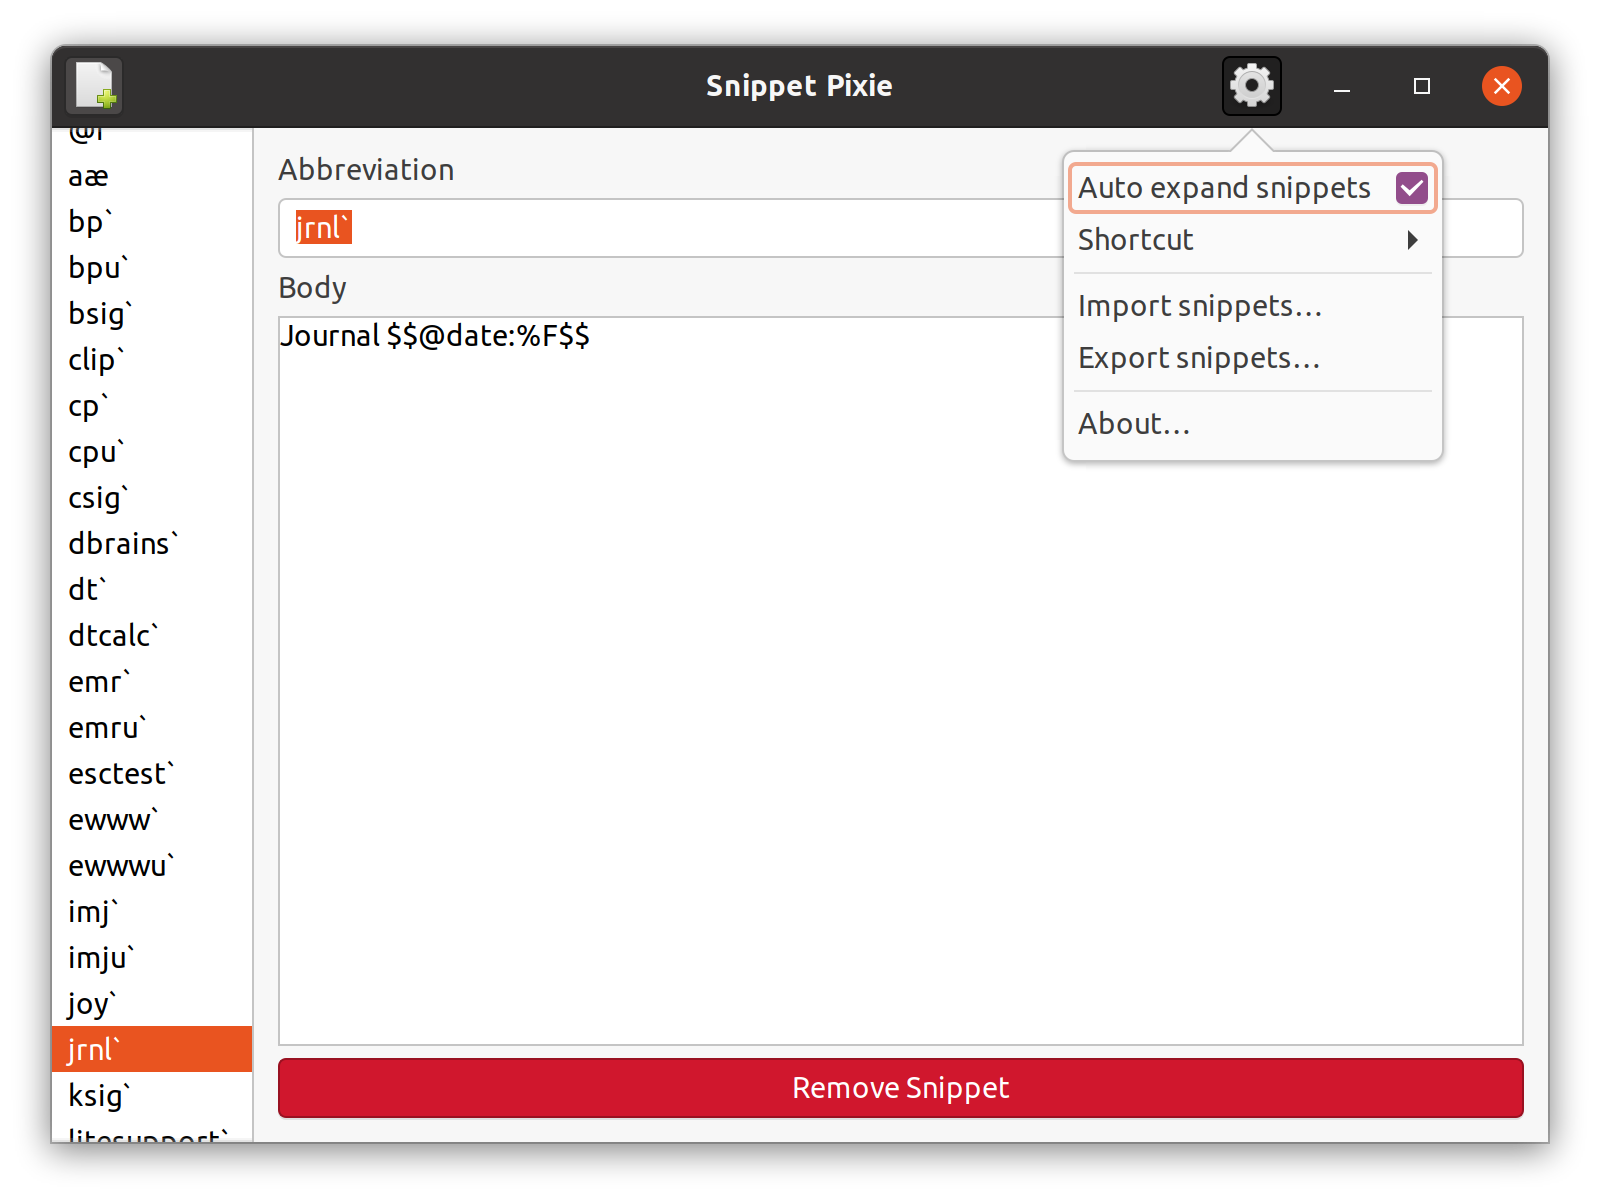 Snippet Pixie
aæ
bp`
bpu`
bsig`
clip`
cp`
cpu`
csig`
dbrains`
dt`
dtcalc`
emr`
emru`
esctest`
ewww`
ewwwu`
imj`
imju`
joy`
jrnl`
ksig`
litesupport`
Abbreviation
jrnl`
Body
Journal $$@date:%F$$
Remove Snippet
Auto expand snippets
Shortcut
Import snippets...
Export snippets...
About...